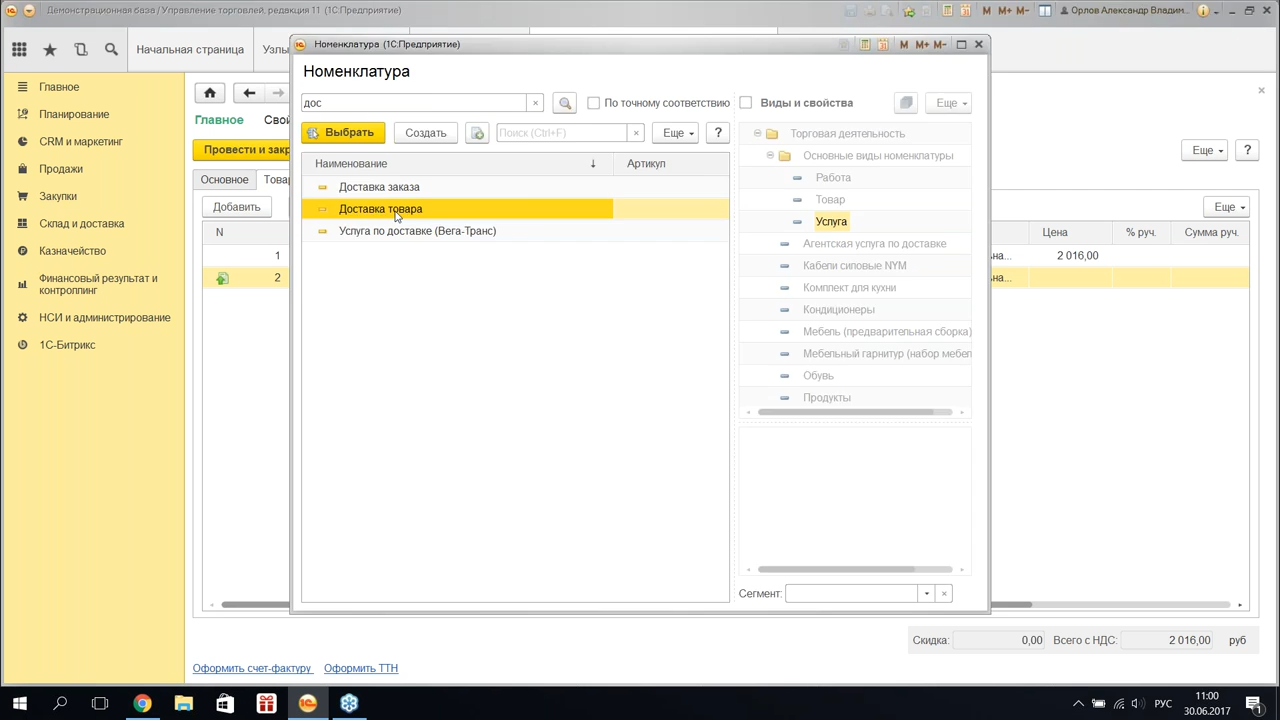 Демонстрационная база / Управление торговлей, редакция 11 (1С:Предприятие)
M M+ M-
Орлов Александр Владим...
Начальная страница
Узлы
Главное
Планирование
CRM и маркетинг
Продажи
Закупки
Склад и доставка
Казначейство
Финансовый результат и
контроллинг
НСИ и администрирование
1С-Битрикс
Главное
Провести и закр
Основное
Добавить
N
1
2
Номенклатура (1С:Предприятие)
M M+ M-
Номенклатура
дос
По точному соответствию
Виды и свойства
Еще
Выбрать
Создать
Поиск (Ctrl+F)
Еще
?
Наименование
Артикул
Доставка заказа
Доставка товара
Услуга по доставке (Вега-Транс)
Торговая деятельность
Основные виды номенклатуры
Работа
Товар
Услуга
Агентская услуга по доставке
Кабели сиповые NYM
Комплект для кухни
Кондиционеры
Мебель (предварительная сборка)
Мебельный гарнитур (набор мебел
Обувь
Продукты
Сегмент:
Еще
?
Еще
Цена
% руч.
Сумма руч.
на...
2 016,00
на...
Скидка:
0,00
Всего с НДС:
2 016,00
руб
Оформить счет-фактуру
Оформить ТТН
РУС
11:00
30.06.2017
1